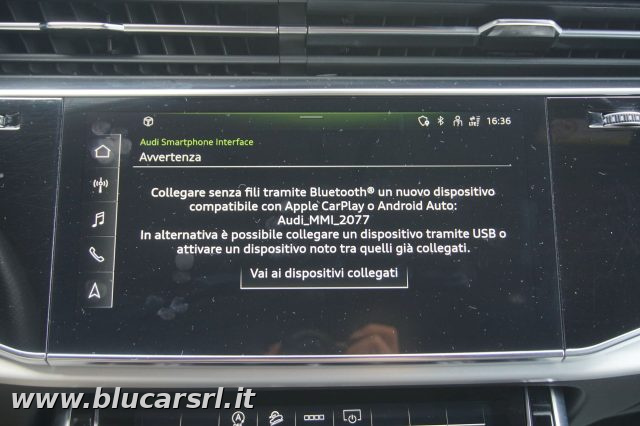 16:36
Audi Smartphone Interface
Avvertenza
Collegare senza fili tramite Bluetooth® un nuovo dispositivo
compatibile con Apple CarPlay o Android Auto:
Audi_MMI_2077
In alternativa è possibile collegare un dispositivo tramite USB o
attivare un dispositivo noto tra quelli già collegati.
Vai ai dispositivi collegati
www.blucarsrl.it